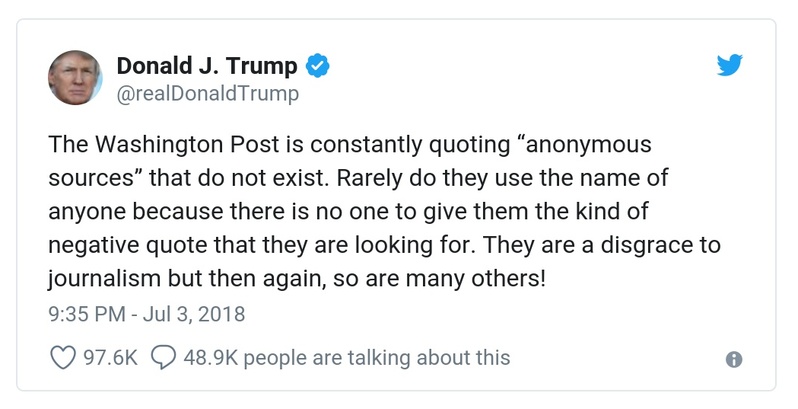 Donald J. Trump
@realDonaldTrump
The Washington Post is constantly quoting “anonymous
sources” that do not exist. Rarely do they use the name of
anyone because there is no one to give them the kind of
negative quote that they are looking for. They are a disgrace to
journalism but then again, so are many others!
9:35 PM - Jul 3, 2018
97.6K 48.9K people are talking about this